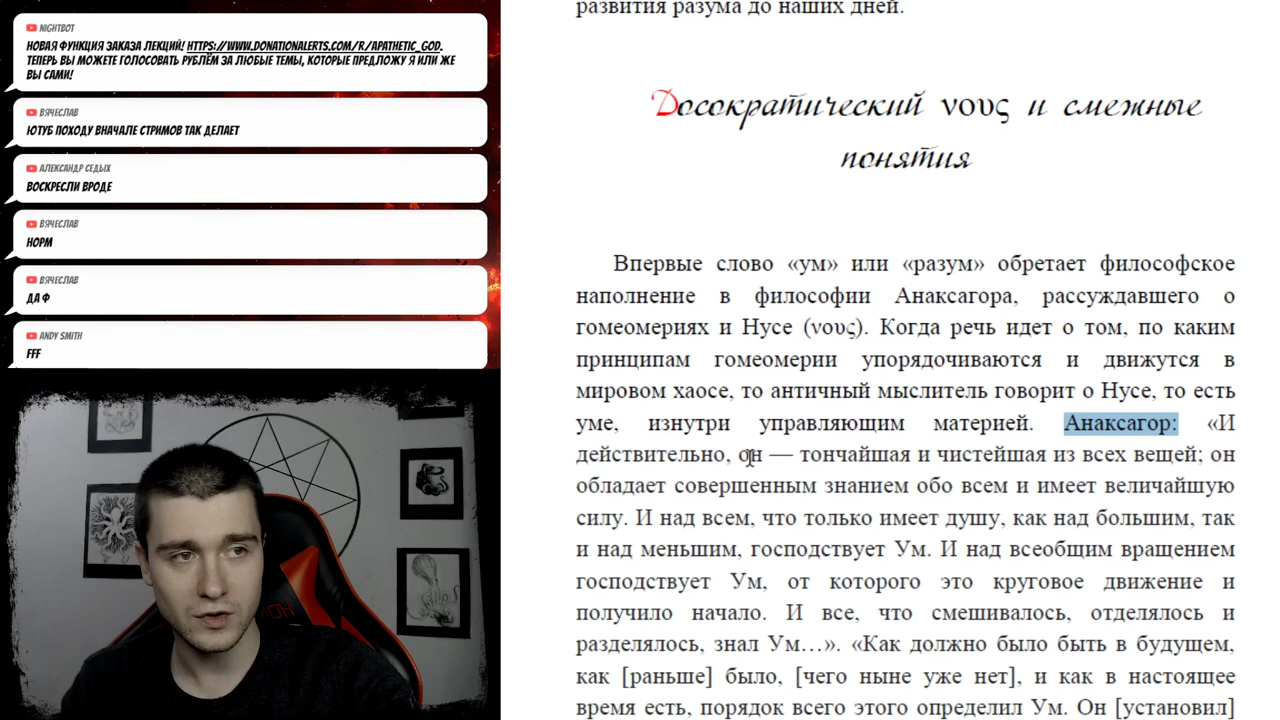 NIGHTBOT
НОВАЯ ФУНКЦИЯ ЗАКАЗА ЛЕКЦИЙ! HTTPS://WWW.DONATIONALERTS.COM/R/APATHETIC_GOD.
ТЕПЕРЬ ВЫ МОЖЕТЕ ГОЛОСОВАТЬ РУБЛЁМ ЗА ЛЮБЫЕ ТЕМЫ, КОТОРЫЕ ПРЕДЛОЖУ Я ИЛИ ЖЕ
ВЫ САМИ!
ВЯЧЕСЛАВ
ЮТУБ ПОХОДУ ВНАЧАЛЕ СТРИМОВ ТАК ДЕЛАЕТ
АЛЕКСАНДР СЕДЫХ
ВОСКРЕСЛИ ВРОДЕ
ВЯЧЕСЛАВ
НОРМ
ВЯЧЕСЛАВ
ДА Ф
ANDY SMITH
FFF
развития разума до наших дней.
Досократический νους и смежные
понятия
Впервые слово «ум» или «разум» обретает философское
наполнение в философии Анаксагора, рассуждавшего о
гомеомериях и Нусе (νους). Когда речь идет о том, по каким
принципам гомеомерии упорядочиваются и движутся в
мировом хаосе, то античный мыслитель говорит о Нусе, то есть
уме, изнутри управляющим материей. Анаксагор: «И
действительно, он — тончайшая и чистейшая из всех вещей; он
обладает совершенным знанием обо всем и имеет величайшую
силу. И над всем, что только имеет душу, как над большим, так
и над меньшим, господствует Ум. И над всеобщим вращением
господствует Ум, от которого это круговое движение и
получило начало. И все, что смешивалось, отделялось и
разделялось, знал Ум…». «Как должно было быть в будущем,
как [раньше] было, [чего ныне уже нет], и как в настоящее
время есть, порядок всего этого определил Ум. Он [установил]